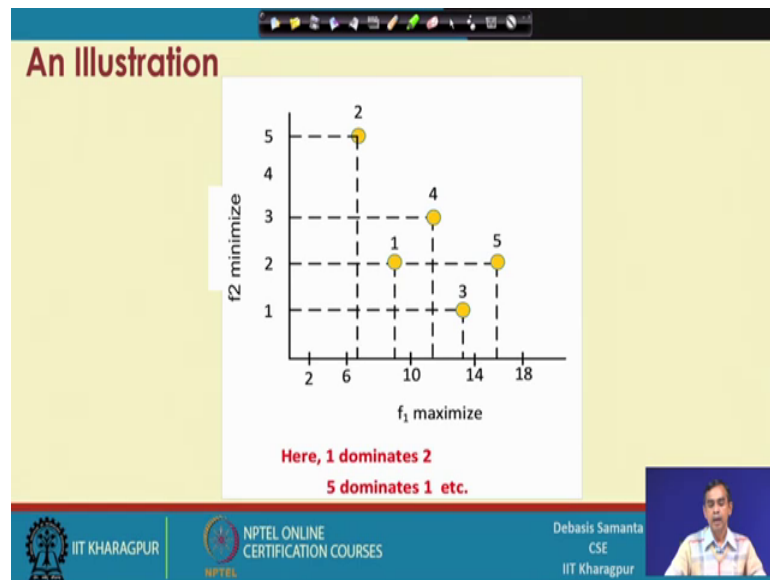 An Illustration
2
5
4
4
3
1
5
2
3
1
f2 minimize
2
6
10
14
18
f₁ maximize
Here, 1 dominates 2
5 dominates 1 etc.
IIT KHARAGPUR
NPTEL
NPTEL ONLINE
CERTIFICATION COURSES
Debasis Samanta
CSE
IIT Kharagpur